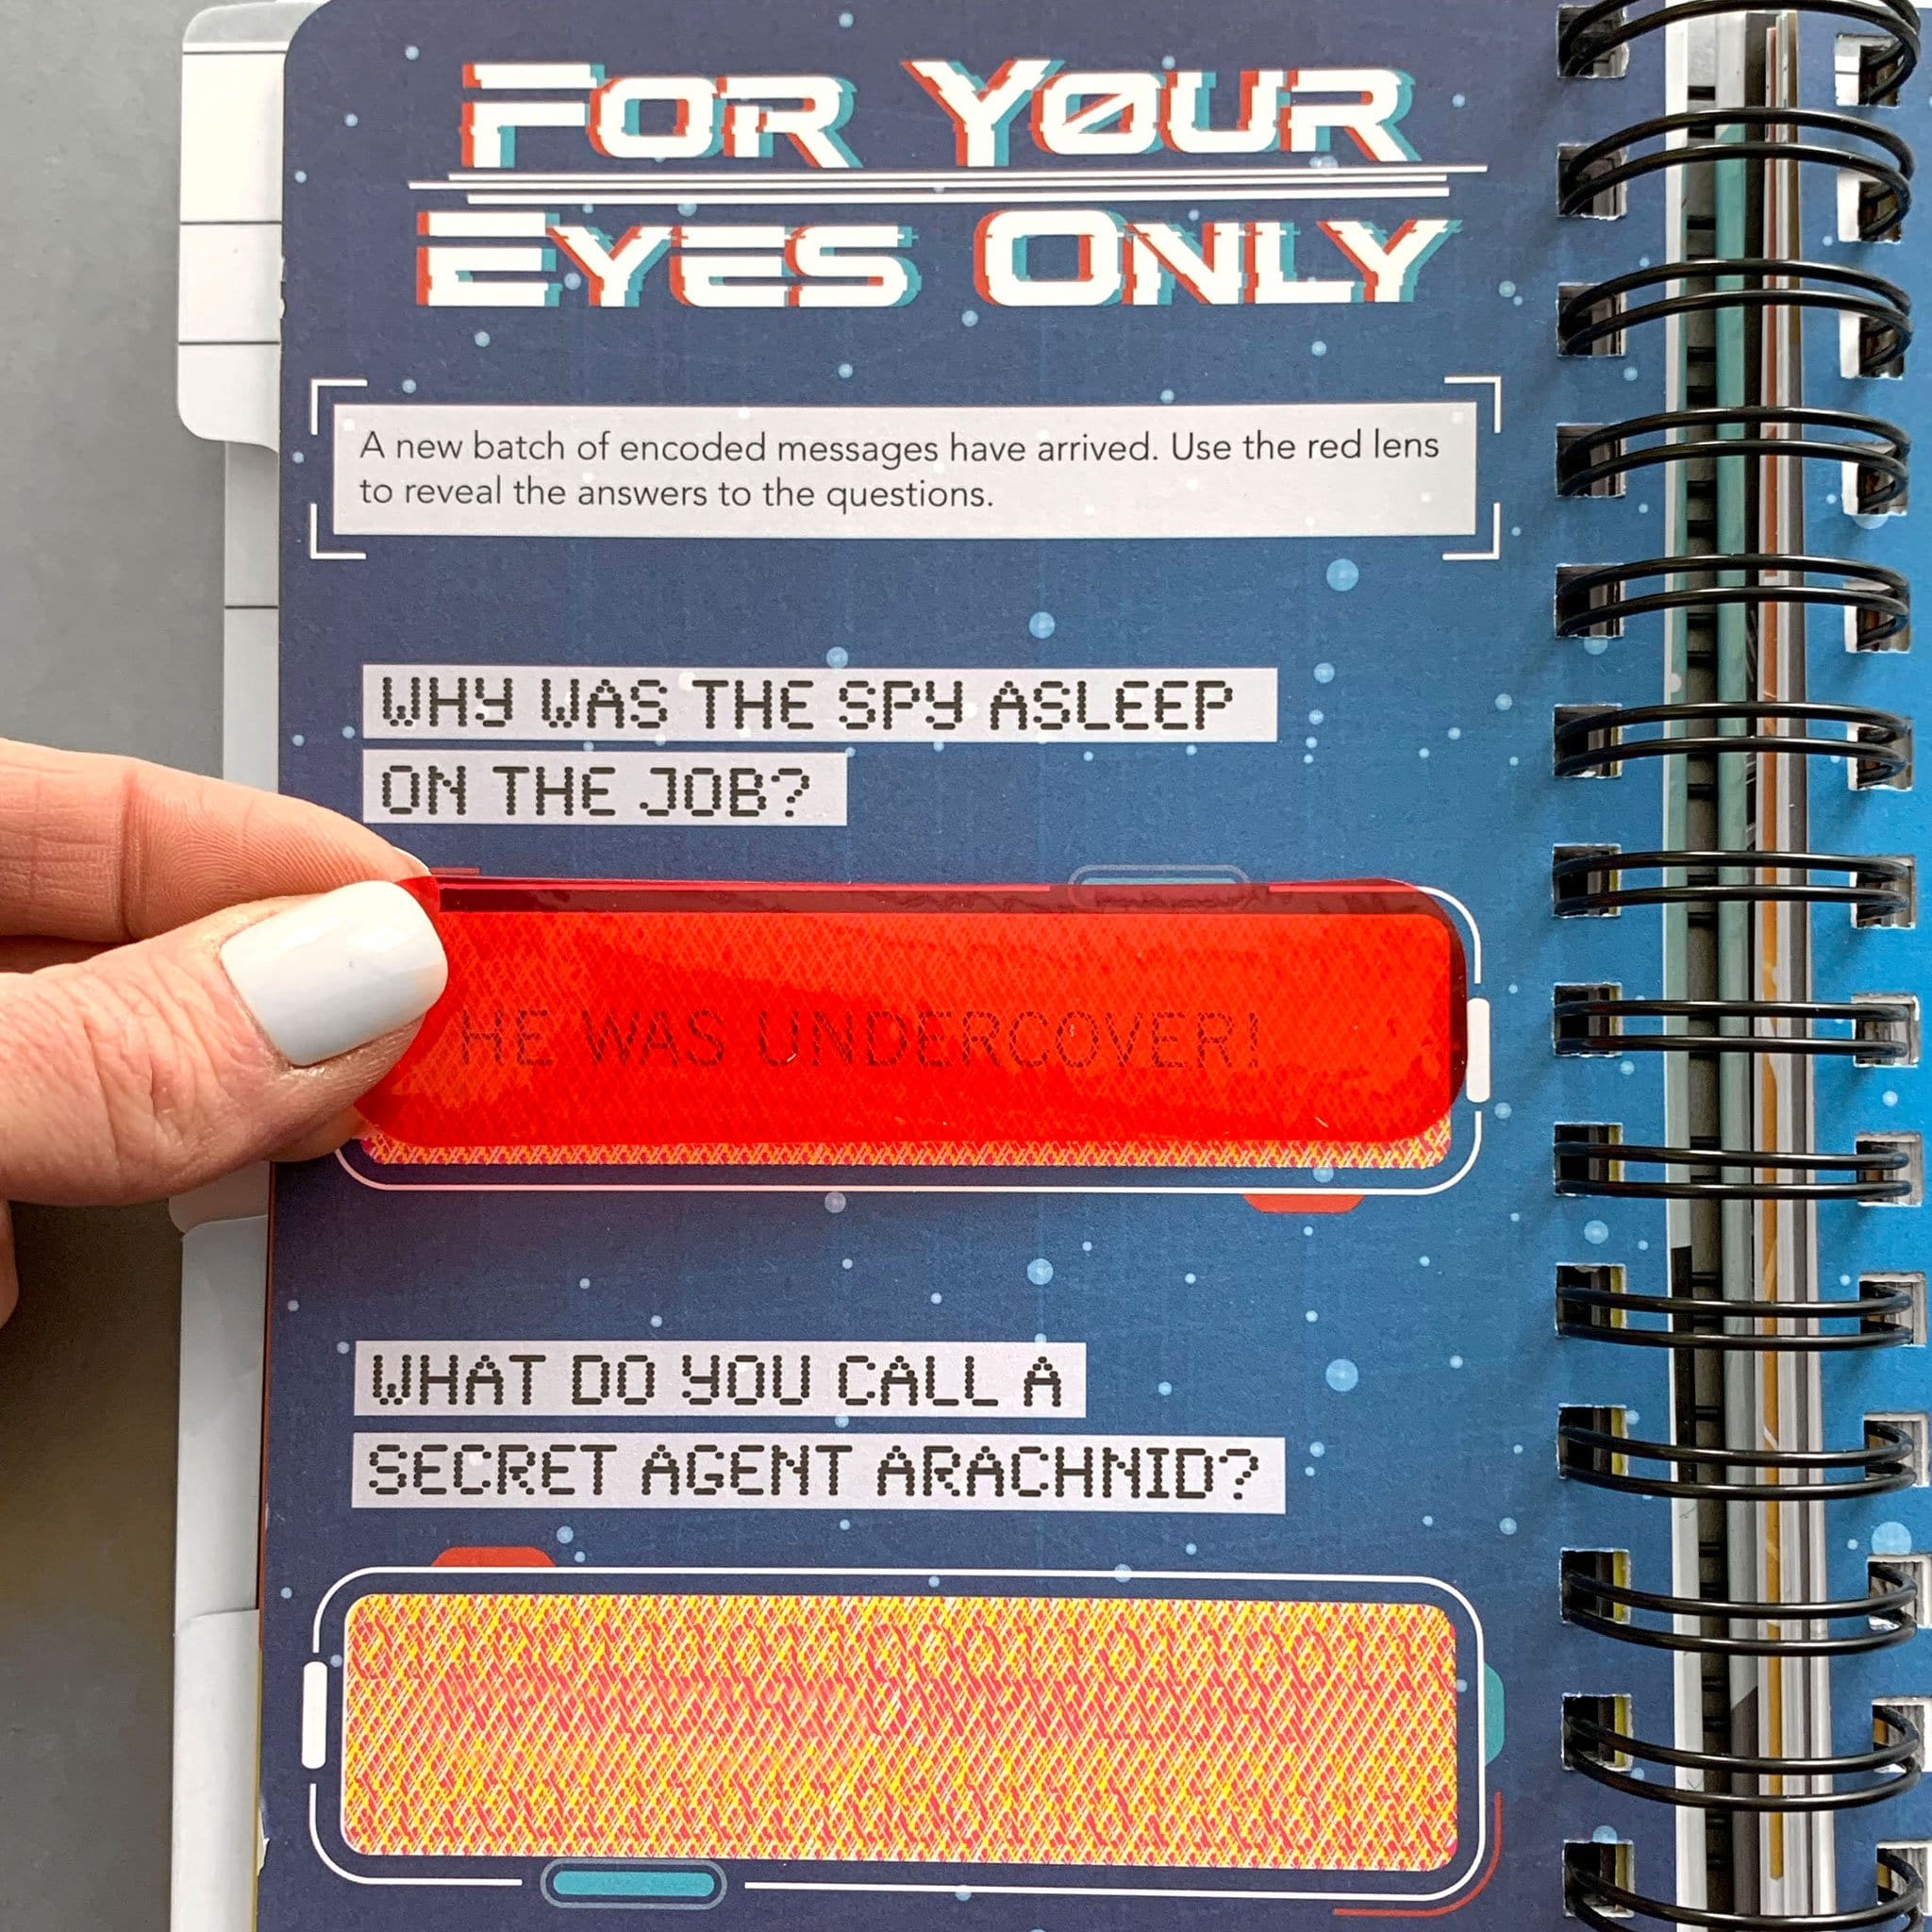 FOR YOUR
EYES ONLY
A new batch of encoded messages have arrived. Use the red lens
to reveal the answers to the questions.
WHY WAS THE SPY ASLEEP
ON THE JOB?
HE WAS UNDERCOVER!
WHAT DO YOU CALL A
SECRET AGENT ARACHNID?